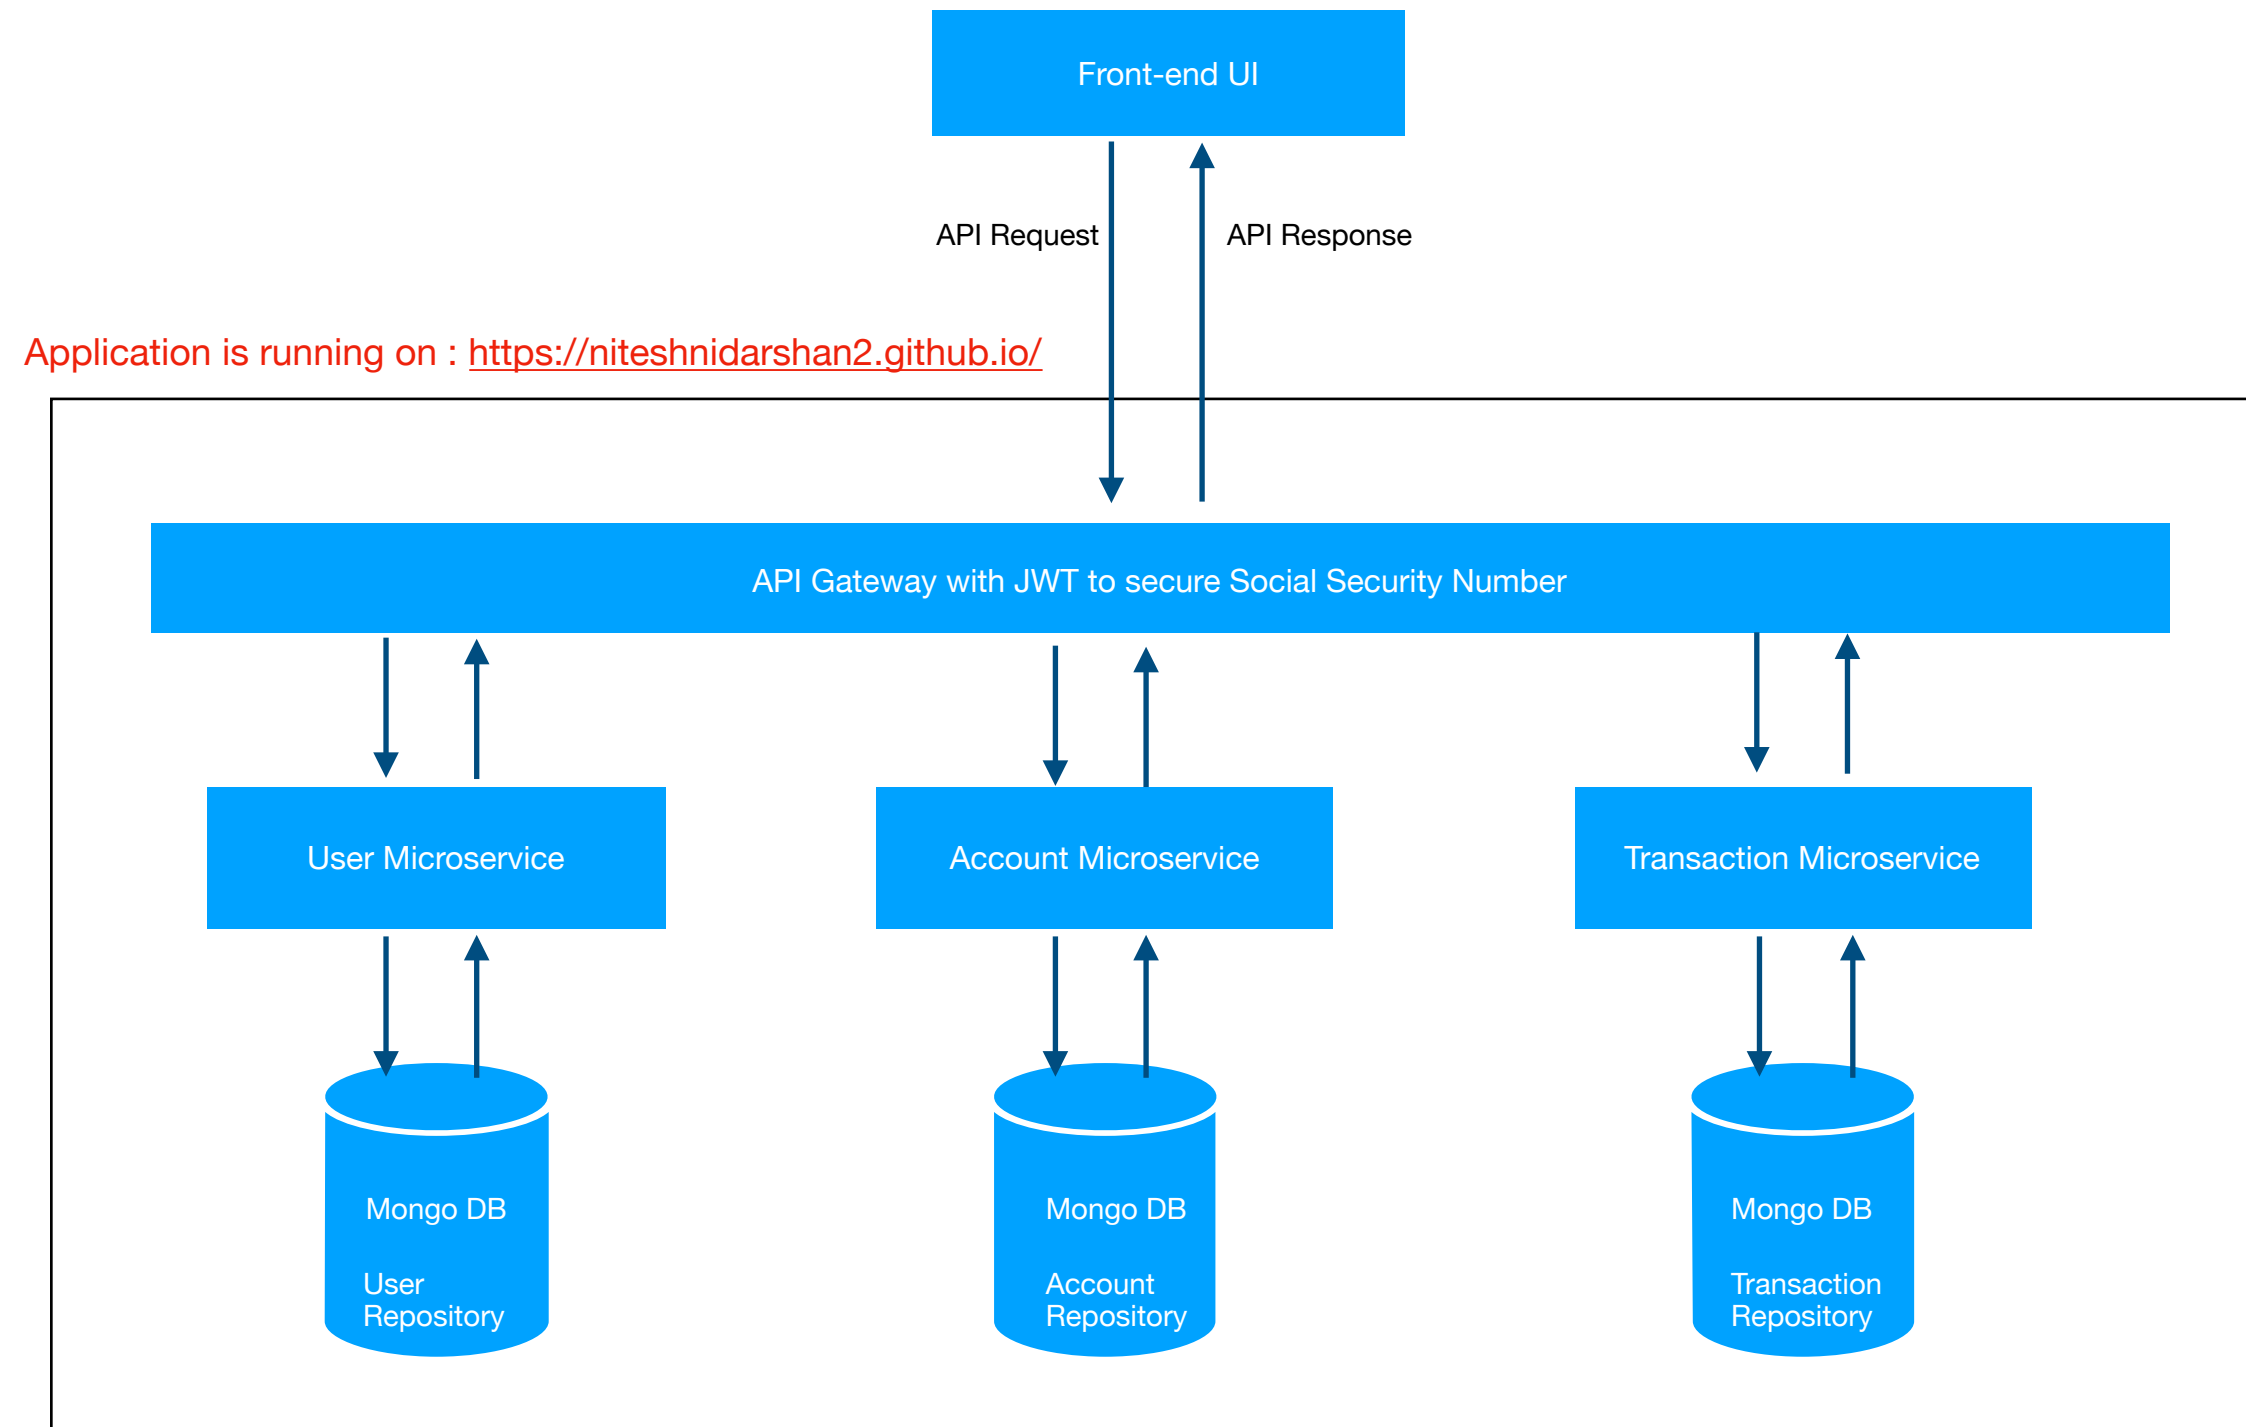 Front-end UI
API Request
API Response
Application is running on : https://niteshnidarshan2.github.io/
API Gateway with JWT to secure Social Security Number
User Microservice
Account Microservice
Transaction Microservice
Mongo DB
User
Repository
Mongo DB
Account
Repository
Mongo DB
Transaction
Repository